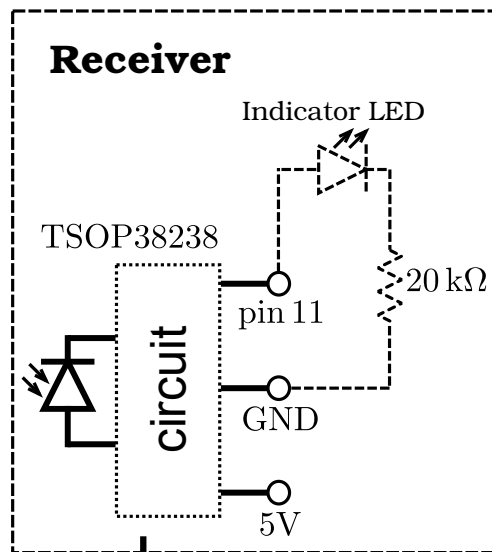 Receiver
Indicator LED
TSOP38238
20 kΩ
pin 11
circuit
GND
5V